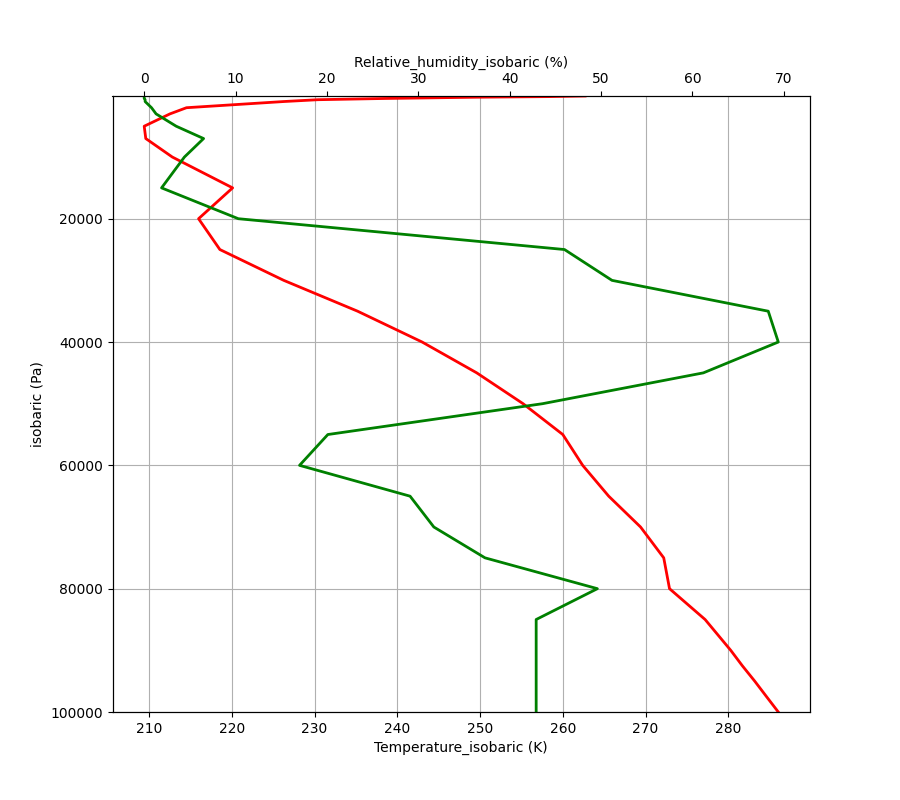 Relative_humidity_isobaric (%)
0 10 20 30 40 50 60 70
20000
40000
60000
80000
100000
isobaric (Pa)
210 220 230 240 250 260 270 280
Temperature_isobaric (K)